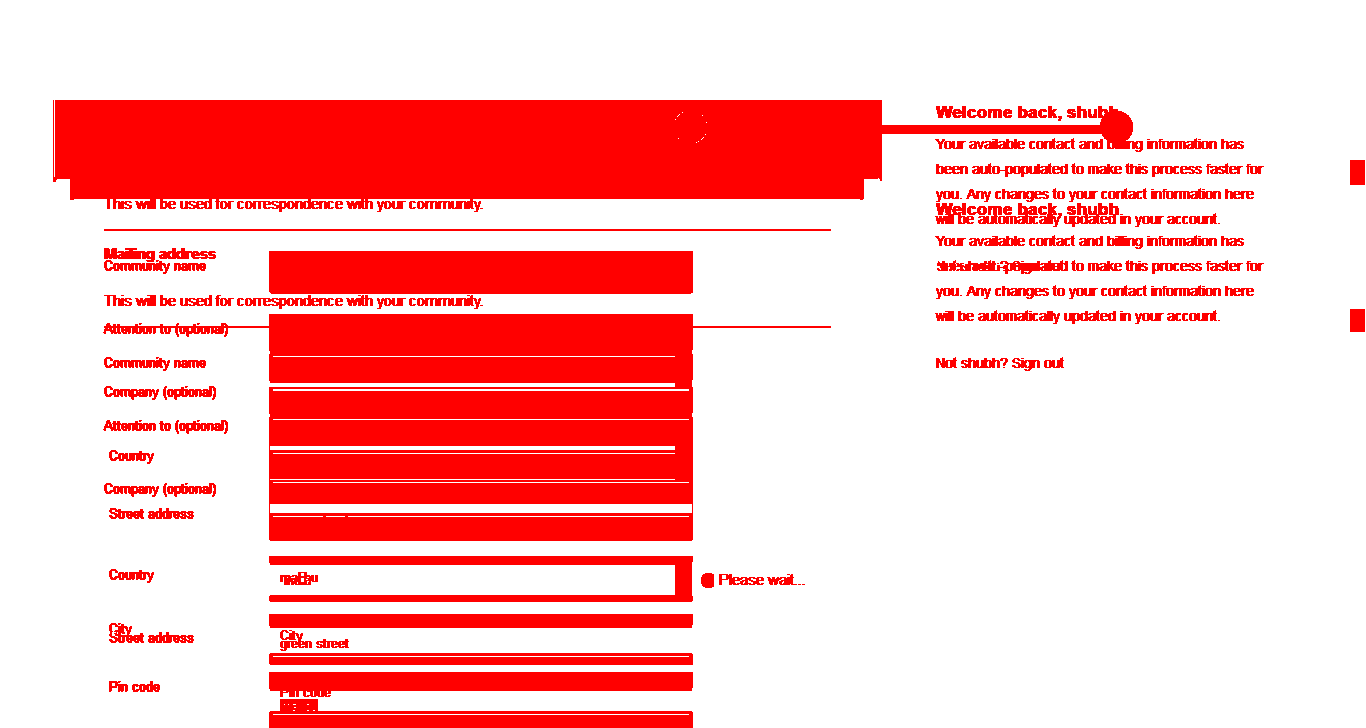 Welcome back, shubh
Your available contact and billing information has
been auto-populated to make this process faster for
you. Any changes to your contact information here
will be automatically updated in your account.
This will be used for correspondence with your community.
Welcome back, shubh
Your available contact and billing information has
to make this process faster for
you. Any changes to your contact information here
will be automatically updated in your account.
Not shubh? Sign out
Mailing address
Community name
This will be used for correspondence with your community.
Attention to (optional)
Community name
Company (optional)
Attention to (optional)
Country
Company (optional)
Street address
Country
Please wait...
City
City
Street address
green street
Pin code
Pin code